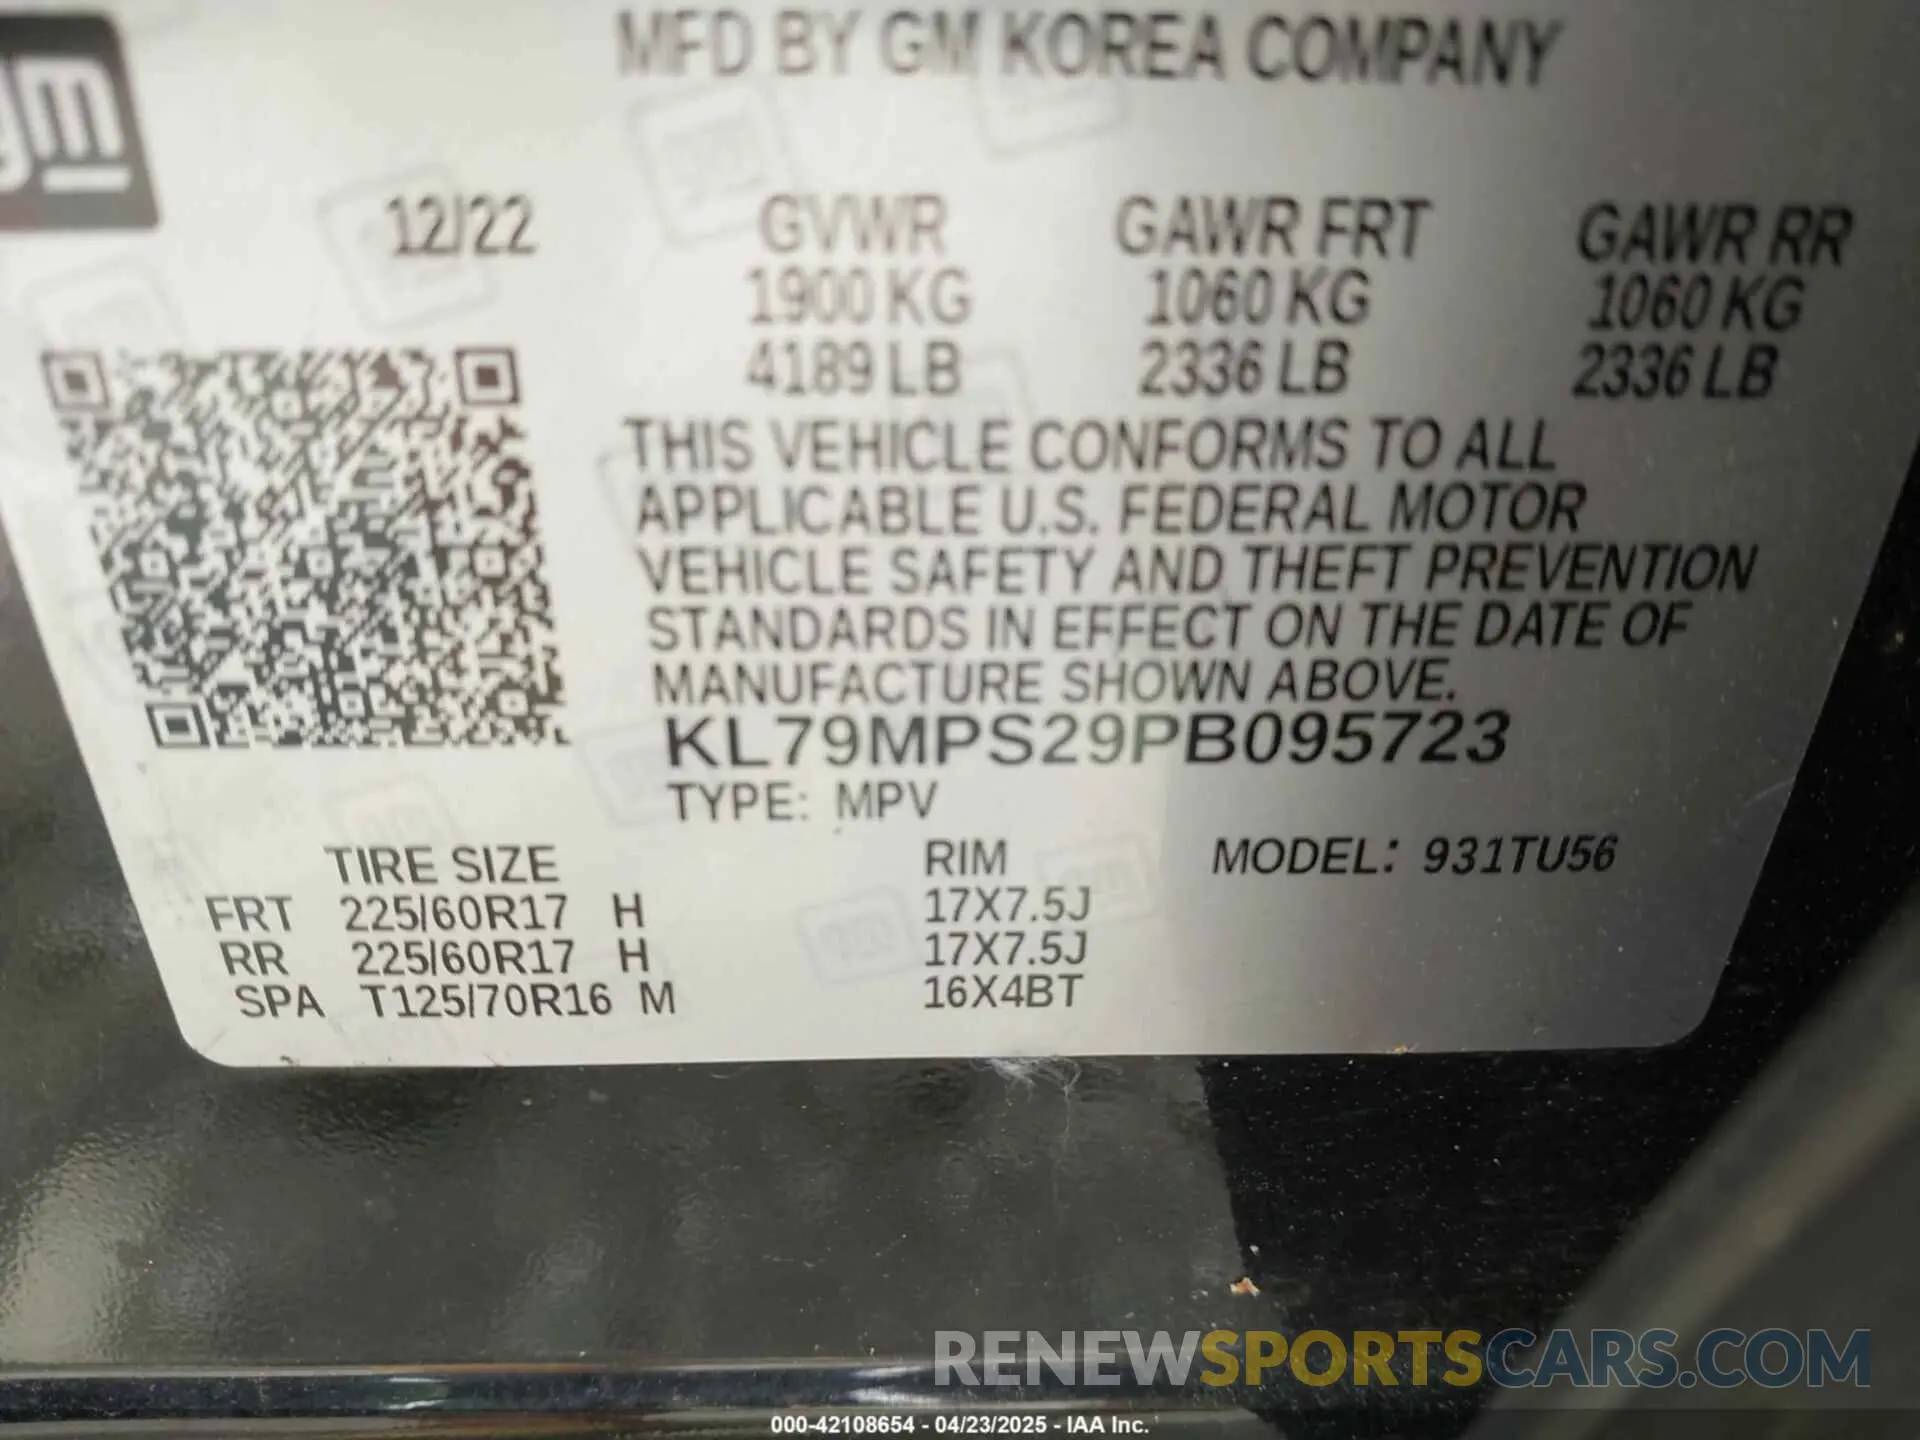 gm
MFD BY GM KOREA COMPANY
12/22 GVWR GAWR FRT GAWR RR
1900 KG 1060 KG 1060 KG
4189 LB 2336 LB 2336 LB
THIS VEHICLE CONFORMS TO ALL
APPLICABLE U.S. FEDERAL MOTOR
VEHICLE SAFETY AND THEFT PREVENTION
STANDARDS IN EFFECT ON THE DATE OF
MANUFACTURE SHOWN ABOVE.
KL79MPS29PB095723
TYPE: MPV
TIRE SIZE RIM MODEL: 931TU56
FRT 225/60R17 H 17X7.5J
RR 225/60R17 H 17X7.5J
SPA T125/70R16 M 16X4BT
RENEWSPORTSCARS.COM
000-42108654 - 04/23/2025 - IAA Inc.